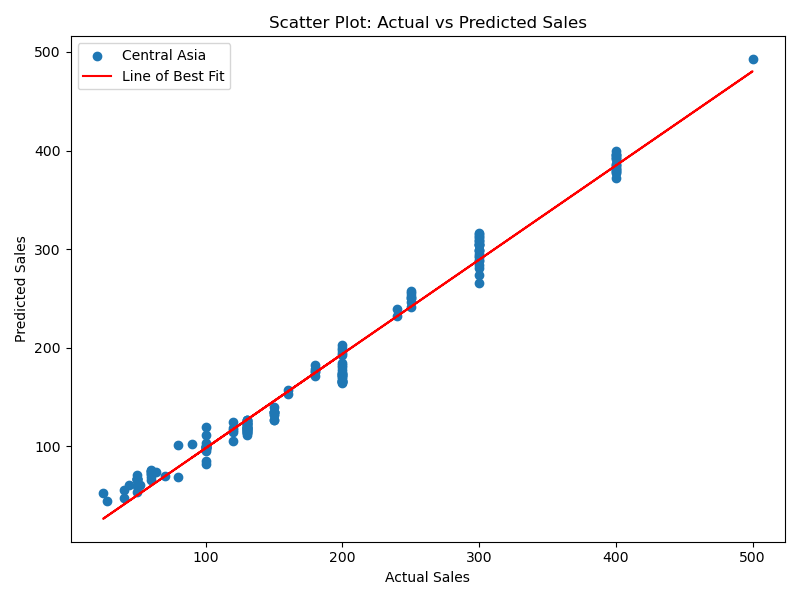 Scatter Plot: Actual vs Predicted Sales
Central Asia
Line of Best Fit
Predicted Sales
500
400
300
200
100
100 200 300 400 500
Actual Sales